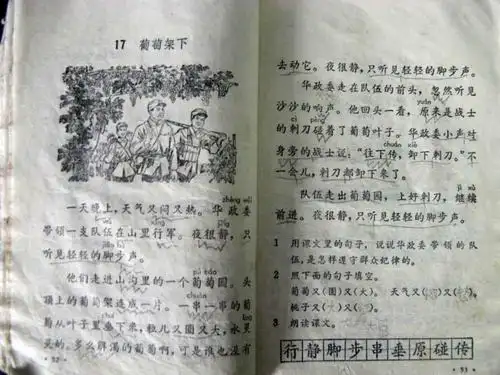 17 葡萄架下
zhèng wěi
一天晚上，天气又闷又热。华政委
带领一支队伍在山里行军。夜很静，只
听见轻轻的脚步声。
pú táo
他们走进山沟里的一个葡萄园。头
chuàn
顶上的葡萄架连成一片。一串一串的葡
萄从叶子里垂下来，粒儿又圆又大，水灵
灵的。多么解渴的葡萄啊，可是谁也没有
· 92 ·
去动它。夜很静，只听见轻轻的脚步声。
华政委走在队伍的前头，忽然听见
yuán
沙沙的响声。他回头一看，原来是战士
cì pèng
的刺刀碰着了葡萄叶子。华政委小声对
chuán xiè
身旁的战士说：“往下传，卸下刺刀。”不
一会儿，刺刀都卸下来了。
jì xù
队伍走出葡萄园，上好刺刀，继续
前进。夜很静，只听见轻轻的脚步声。
1 用课文里的句子，说说华政委带领的队
伍，是怎样遵守群众纪律的。
2 照下面的句子填空。
葡萄又(圆)又(大)。 天气又( )又( )。
桃子又(大)又( )。
3 朗读课文。
行静脚步串垂原碰传
· 93 ·